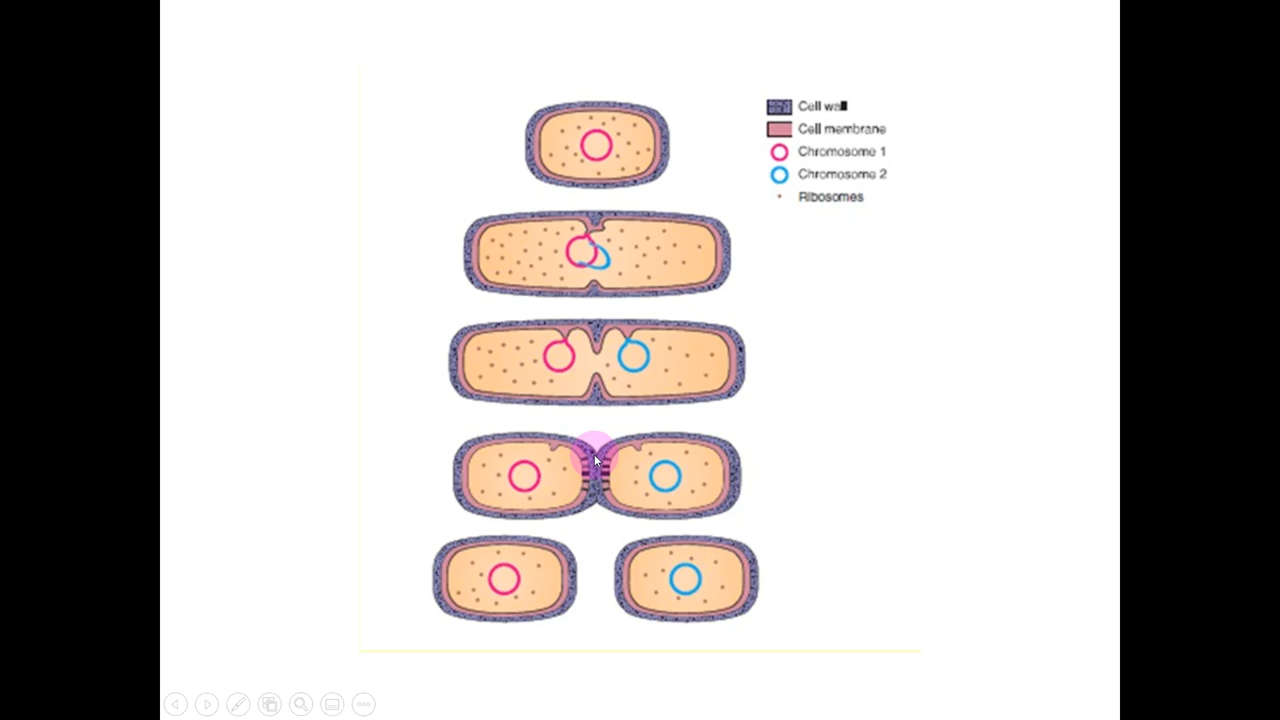 Cell wall
Cell membrane
Chromosome 1
Chromosome 2
Ribosomes